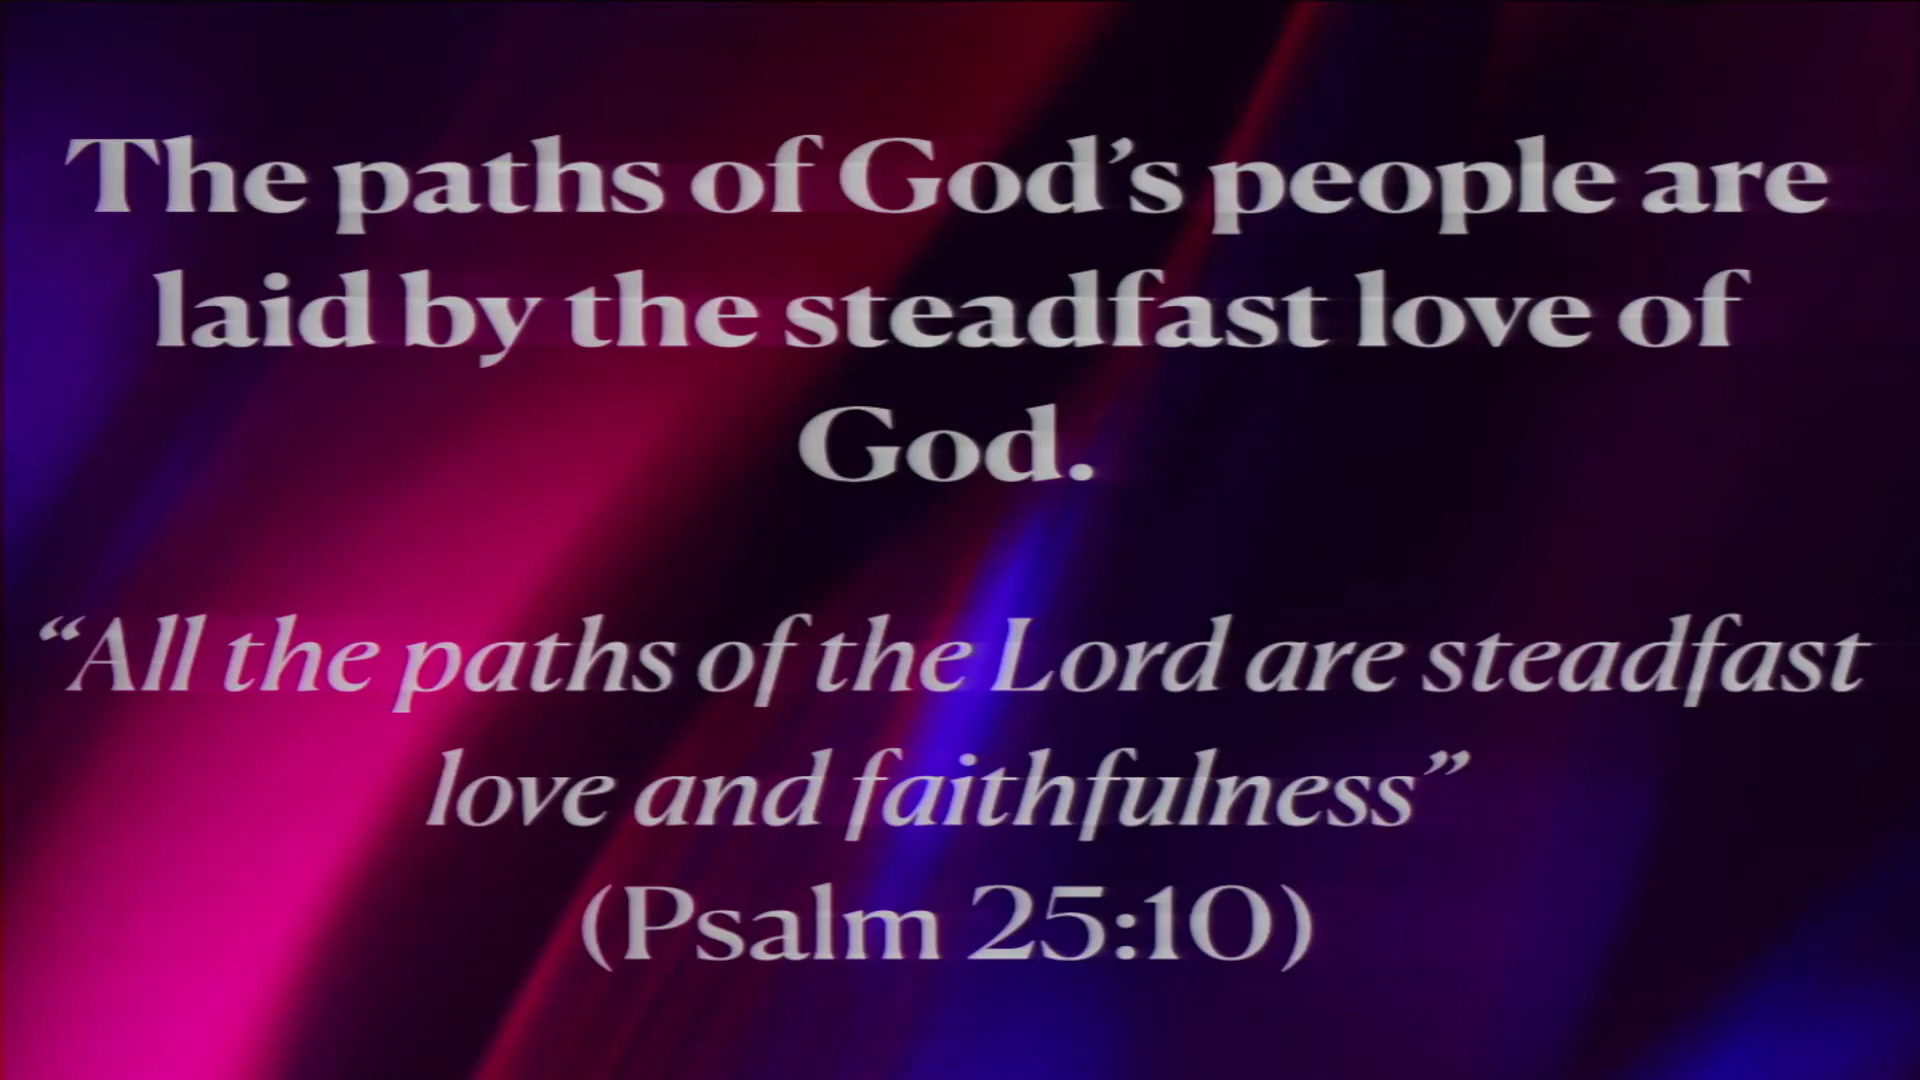 The paths of God’s people are
laid by the steadfast love of
God.
“All the paths of the Lord are steadfast
love and faithfulness”
(Psalm 25:10)